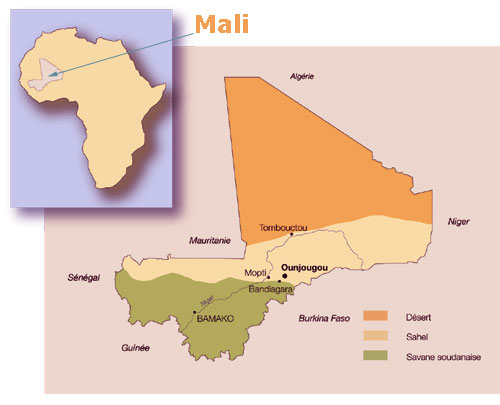 Mali
Algérie
Tombouctou
Niger
Mauritanie
Ounjougou
Mopti
Sénégal
Bandiagara
Niger
BAMAKO
Burkina Faso
Désert
Guinée
Sahel
Savane soudanaise